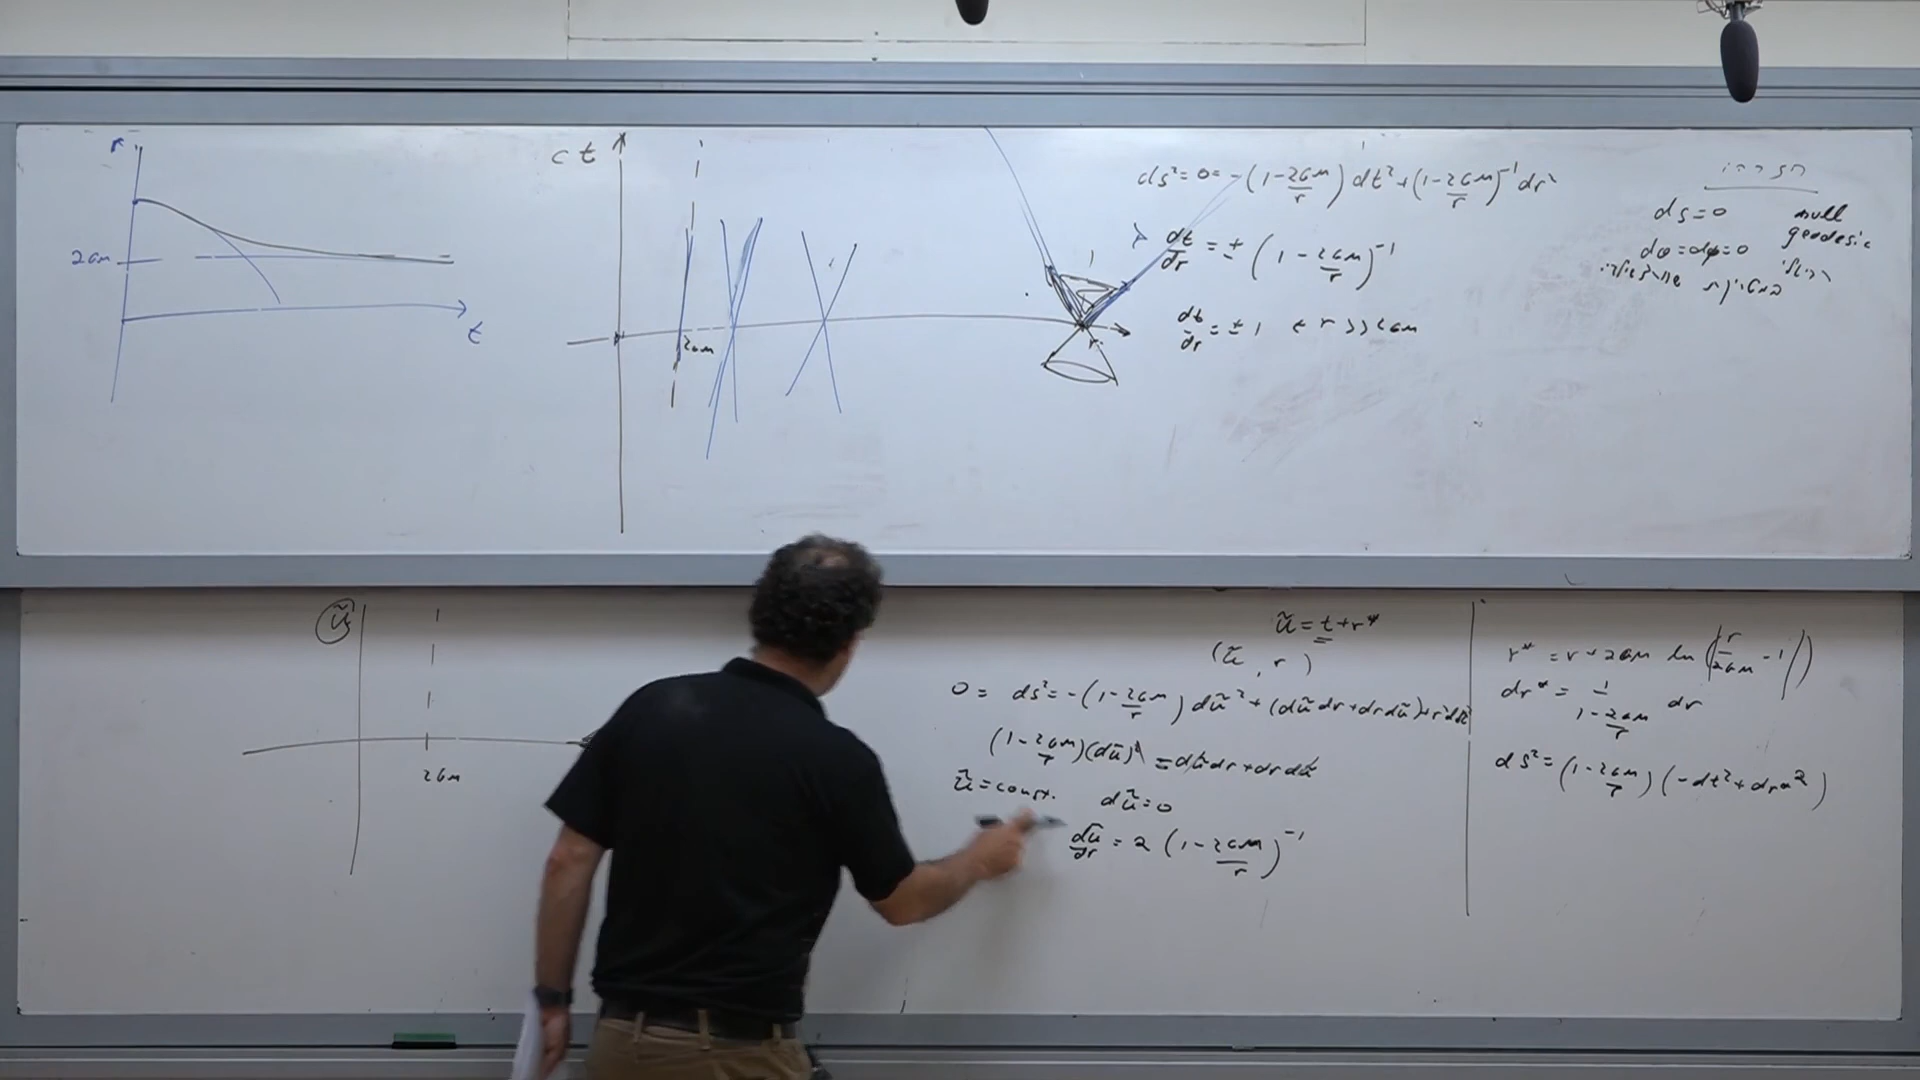 r
2GM
t
ct
2GM
r
ds² = 0 = -(1-2GM/r) dt² + (1-2GM/r)⁻¹ dr²
dt/dr = ± (1 - 2GM/r)⁻¹
dt/dr = ± 1 ← r >> 2GM
ds=0 null
geodesic
dθ=dφ=0
ũ
2GM
ũ = t + r*
(ũ, r)
0 = ds² = -(1-2GM/r) dũ² + (dũdr + drdũ) + r²dΩ²
(1-2GM/r)(dũ)² = dũdr + drdũ
ũ = const. dũ = 0
dũ/dr = 2 (1 - 2GM/r)⁻¹
r* = r + 2GM ln(|r/2GM - 1|)
dr* = 1/(1-2GM/r) dr
ds² = (1-2GM/r)(-dt² + dr*²)